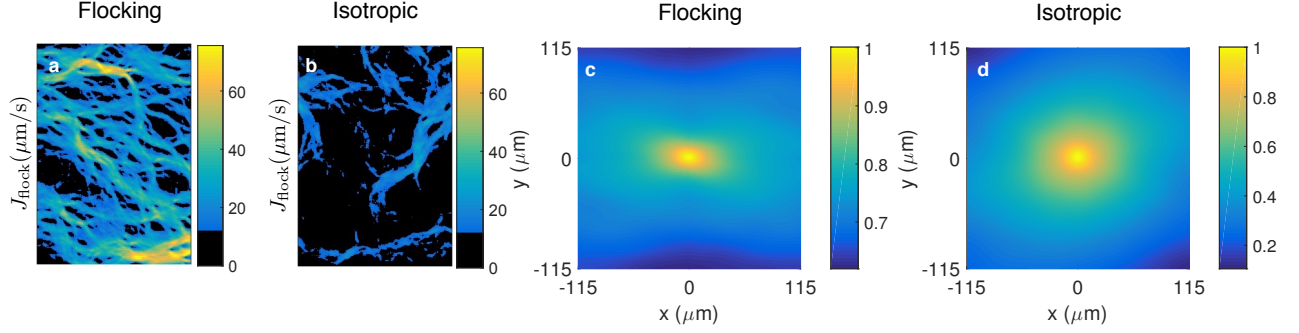 Flocking
Isotropic
Flocking
Isotropic
a
J_flock(μm/s)
60
40
20
0
b
J_flock(μm/s)
60
40
20
0
c
y (μm)
115
0
-115
-115
0
115
x (μm)
1
0.9
0.8
0.7
d
y (μm)
115
0
-115
-115
0
115
x (μm)
1
0.8
0.6
0.4
0.2